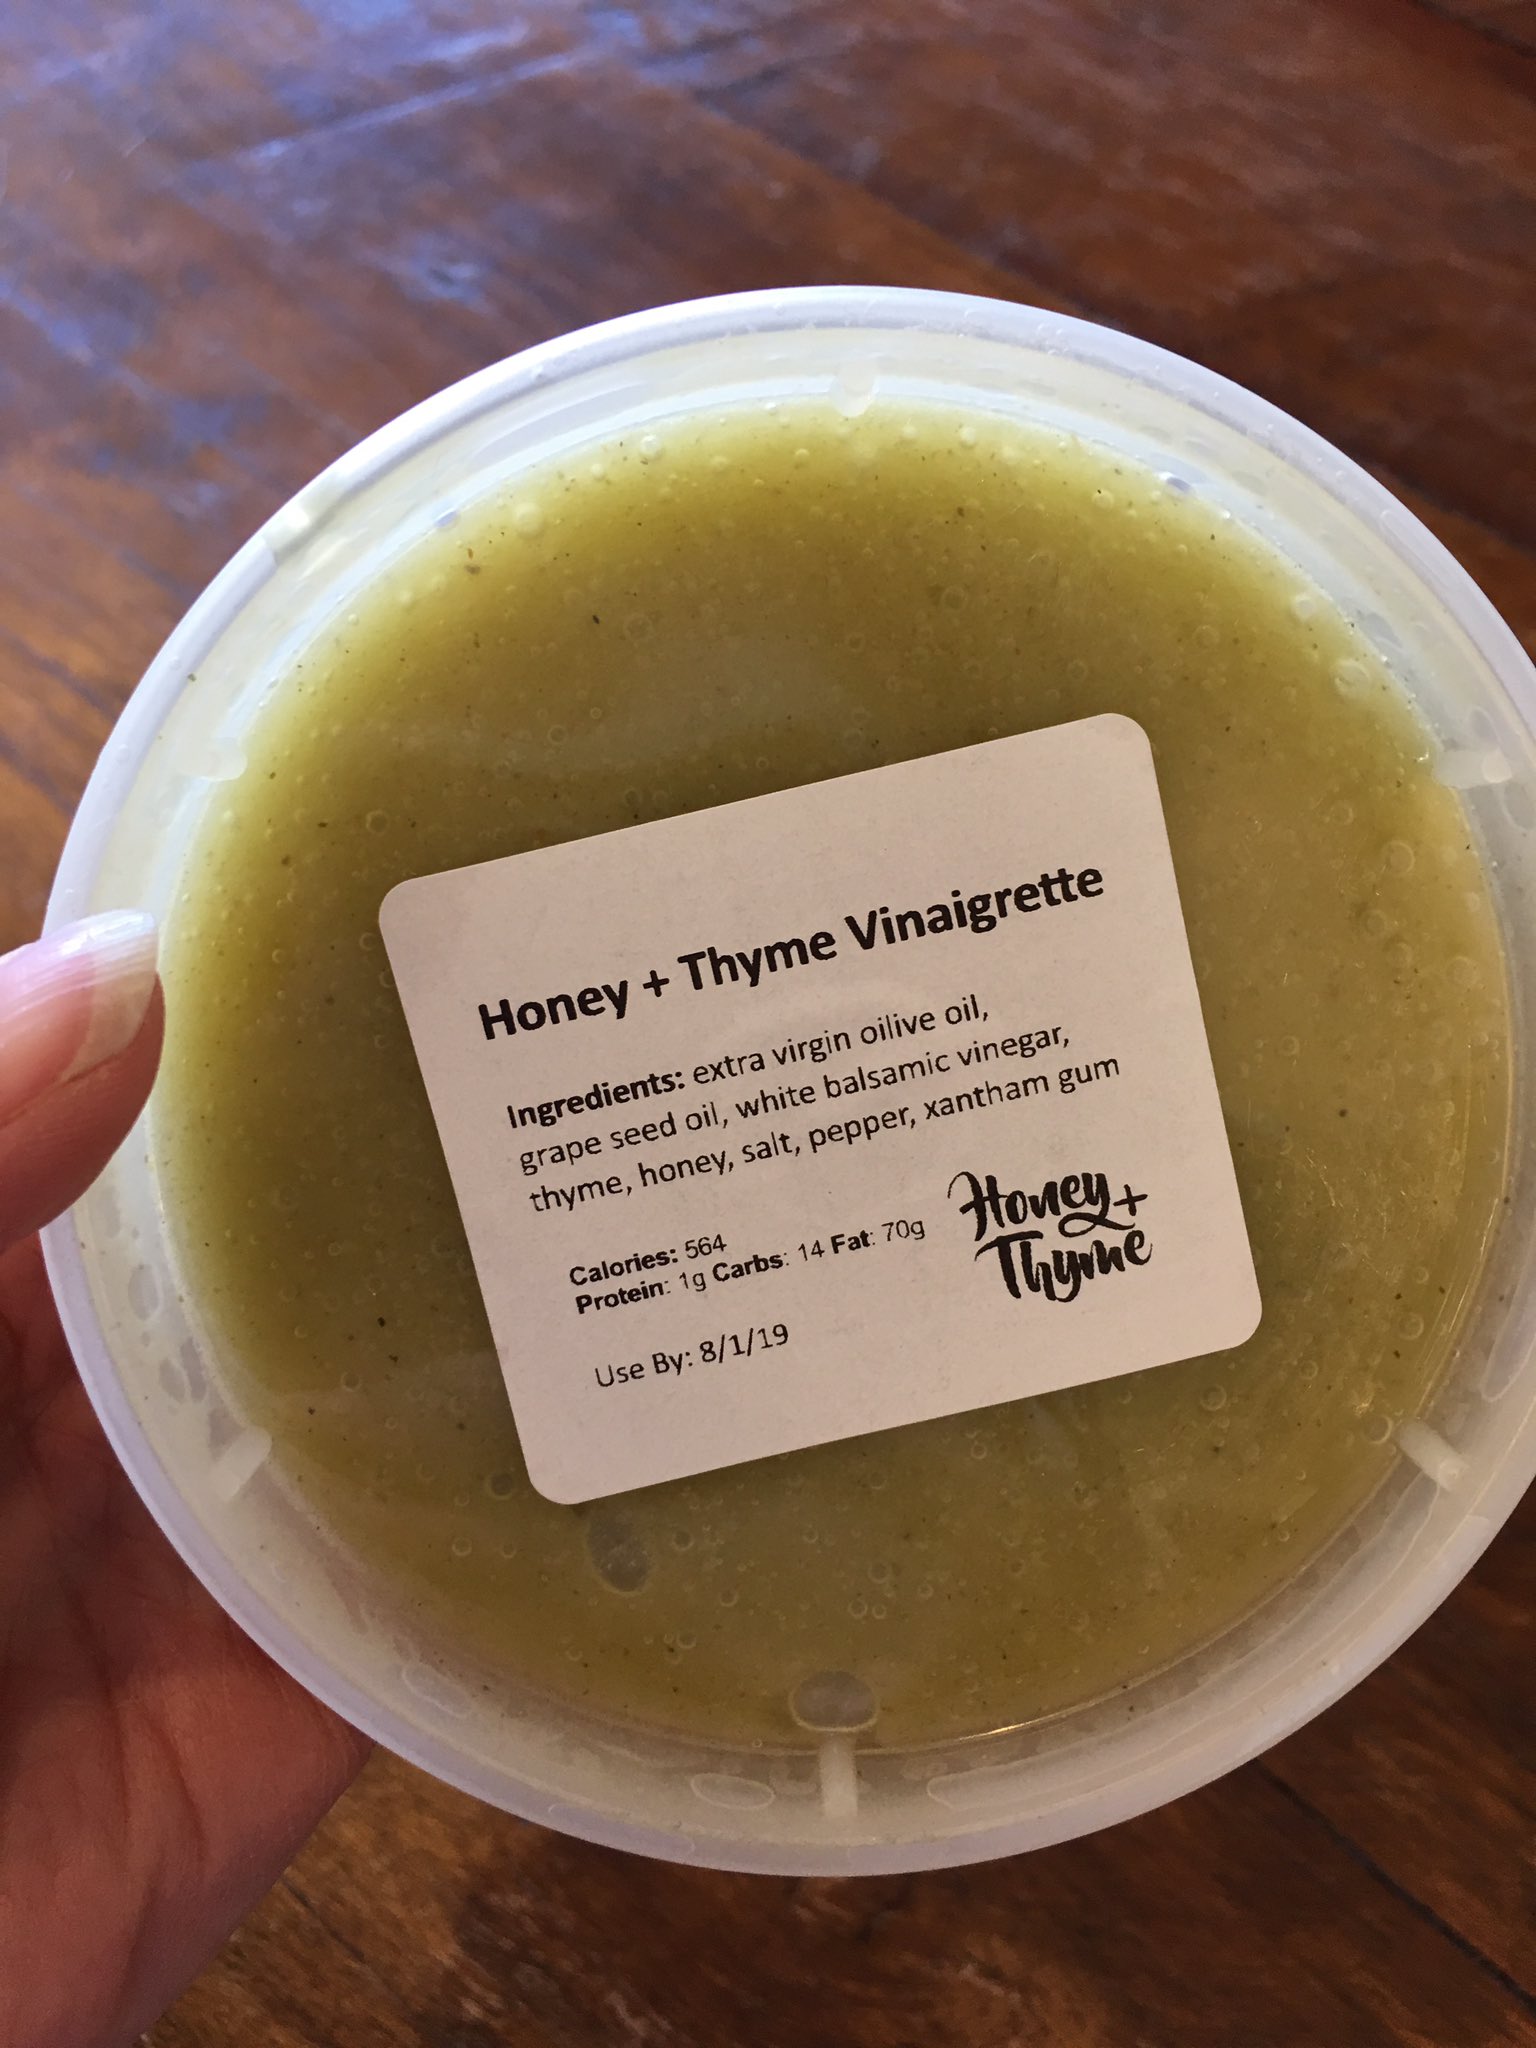 Honey + Thyme Vinaigrette
Ingredients: extra virgin oilive oil,
grape seed oil, white balsamic vinegar,
thyme, honey, salt, pepper, xantham gum
Calories: 564
Protein: 1g Carbs: 14 Fat: 70g
Honey +
Thyme
Use By: 8/1/19